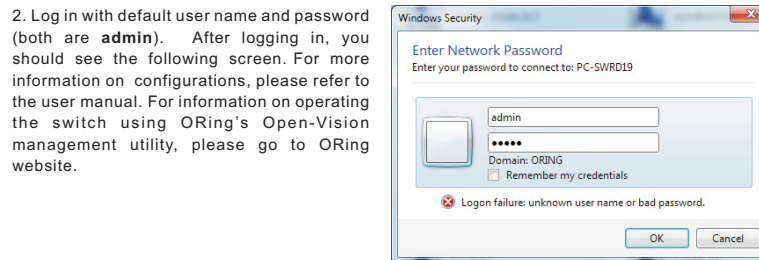 2. Log in with default user name and password
(both are admin). After logging in, you
should see the following screen. For more
information on configurations, please refer to
the user manual. For information on operating
the switch using ORing's Open-Vision
management utility, please go to ORing
website.
Windows Security
Enter Network Password
Enter your password to connect to: PC-SWRD19
admin
•••••
Domain: ORING
Remember my credentials
Logon failure: unknown user name or bad password.
OK
Cancel